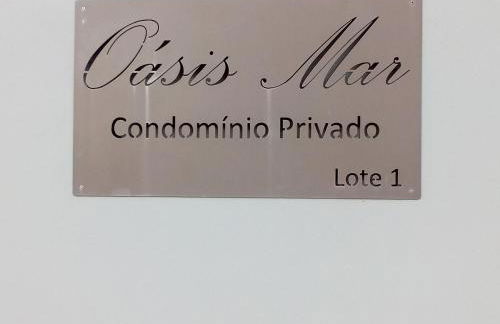 Oásis Mar
Condomínio Privado
Lote 1